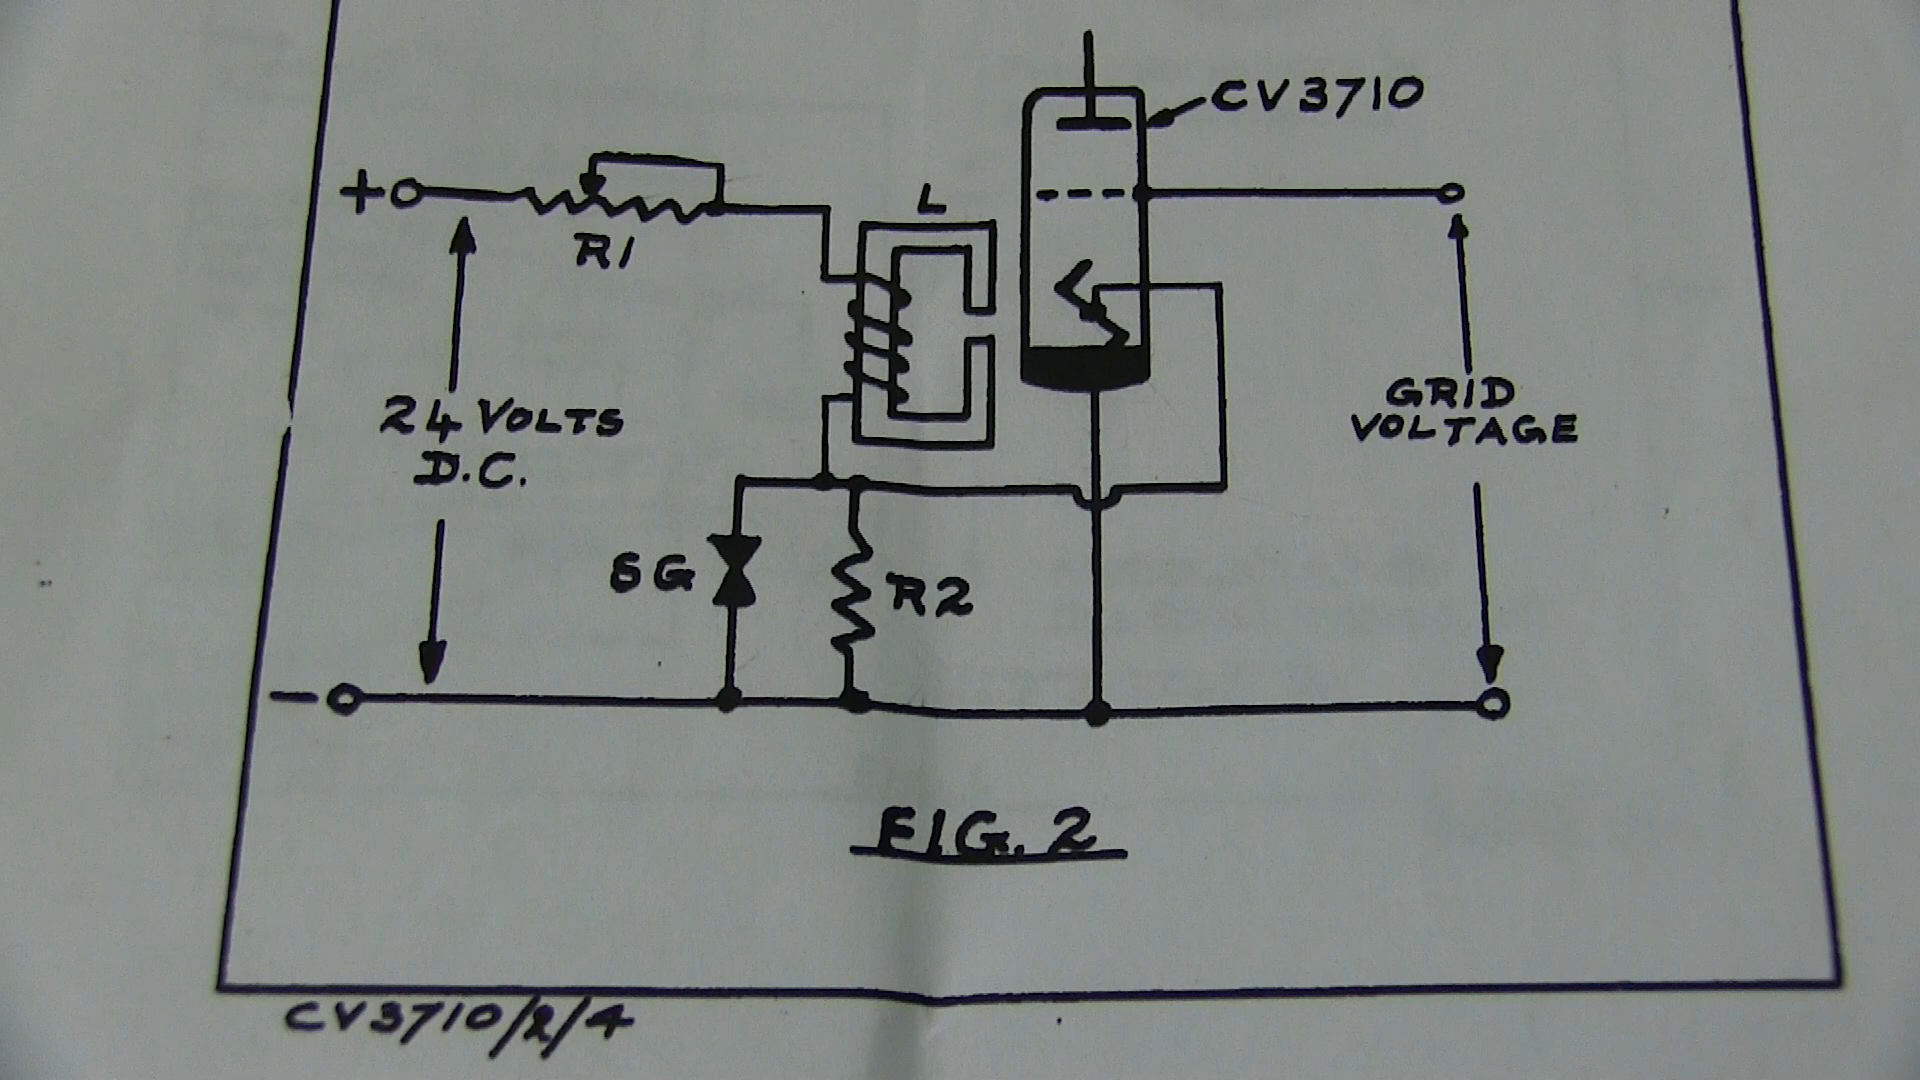 CV3710
+
R1
L
24 VOLTS
D.C.
GRID
VOLTAGE
SG
R2
−
FIG. 2
CV3710/2/4